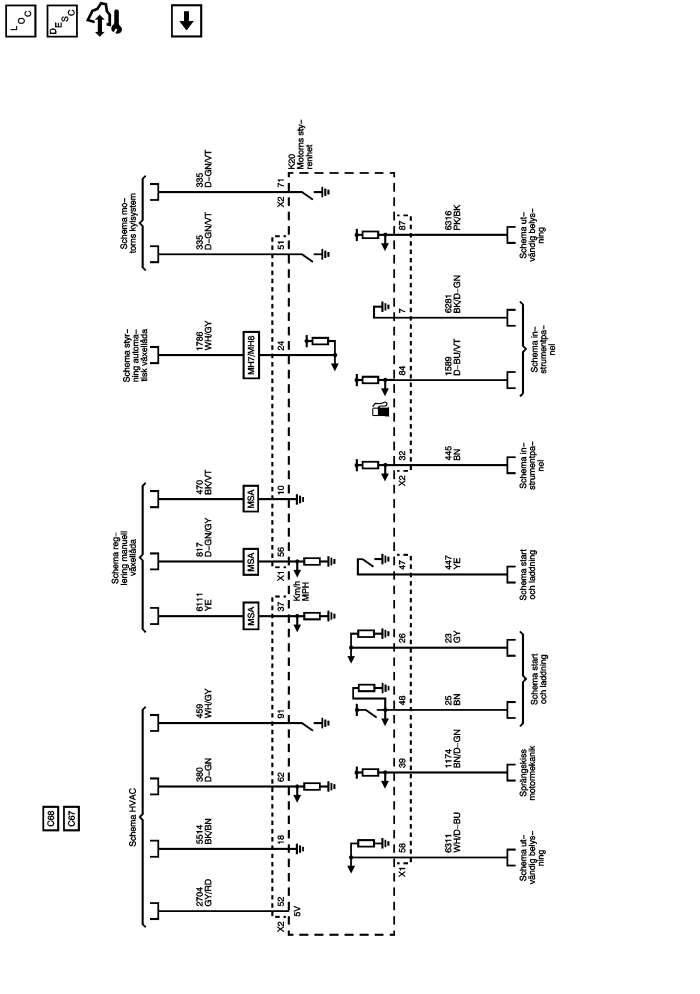 LOC
DESC
C68
C67
Schema HVAC
2704
GY/RD
X2
52
5V
5514
BK/BN
18
380
D–GN
62
459
WH/GY
91
Schema reg–
lering manuell
växellåda
6111
YE
MSA
37
Km/h
MPH
817
D–GN/GY
MSA
X1
56
470
BK/VT
MSA
10
Schema styr–
ning automa–
tisk växellåda
1786
WH/GY
MH7/MH8
24
Schema mo–
torns kylsystem
335
D–GN/VT
51
335
D–GN/VT
X2
71
K20
Motorns sty–
renhet
X1
58
6311
WH/D–BU
Schema ut–
vändig belys–
ning
39
1174
BN/D–GN
Sprängskiss
motormekanik
48
25
BN
26
23
GY
Schema start
och laddning
47
447
YE
Schema start
och laddning
X2
32
445
BN
Schema in–
strumentpa–
nel
84
1589
D–BU/VT
7
6281
BK/D–GN
Schema in–
strumentpa–
nel
87
6316
PK/BK
Schema ut–
vändig belys–
ning